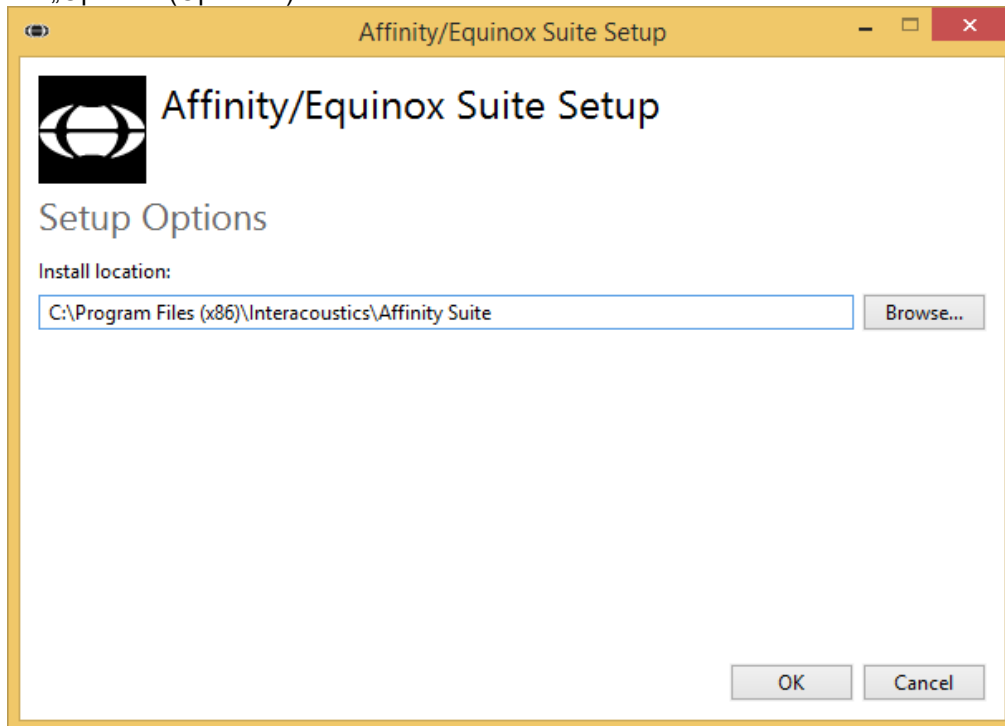 Affinity/Equinox Suite Setup
Affinity/Equinox Suite Setup
Setup Options
Install location:
C:\Program Files (x86)\Interacoustics\Affinity Suite
Browse...
OK
Cancel